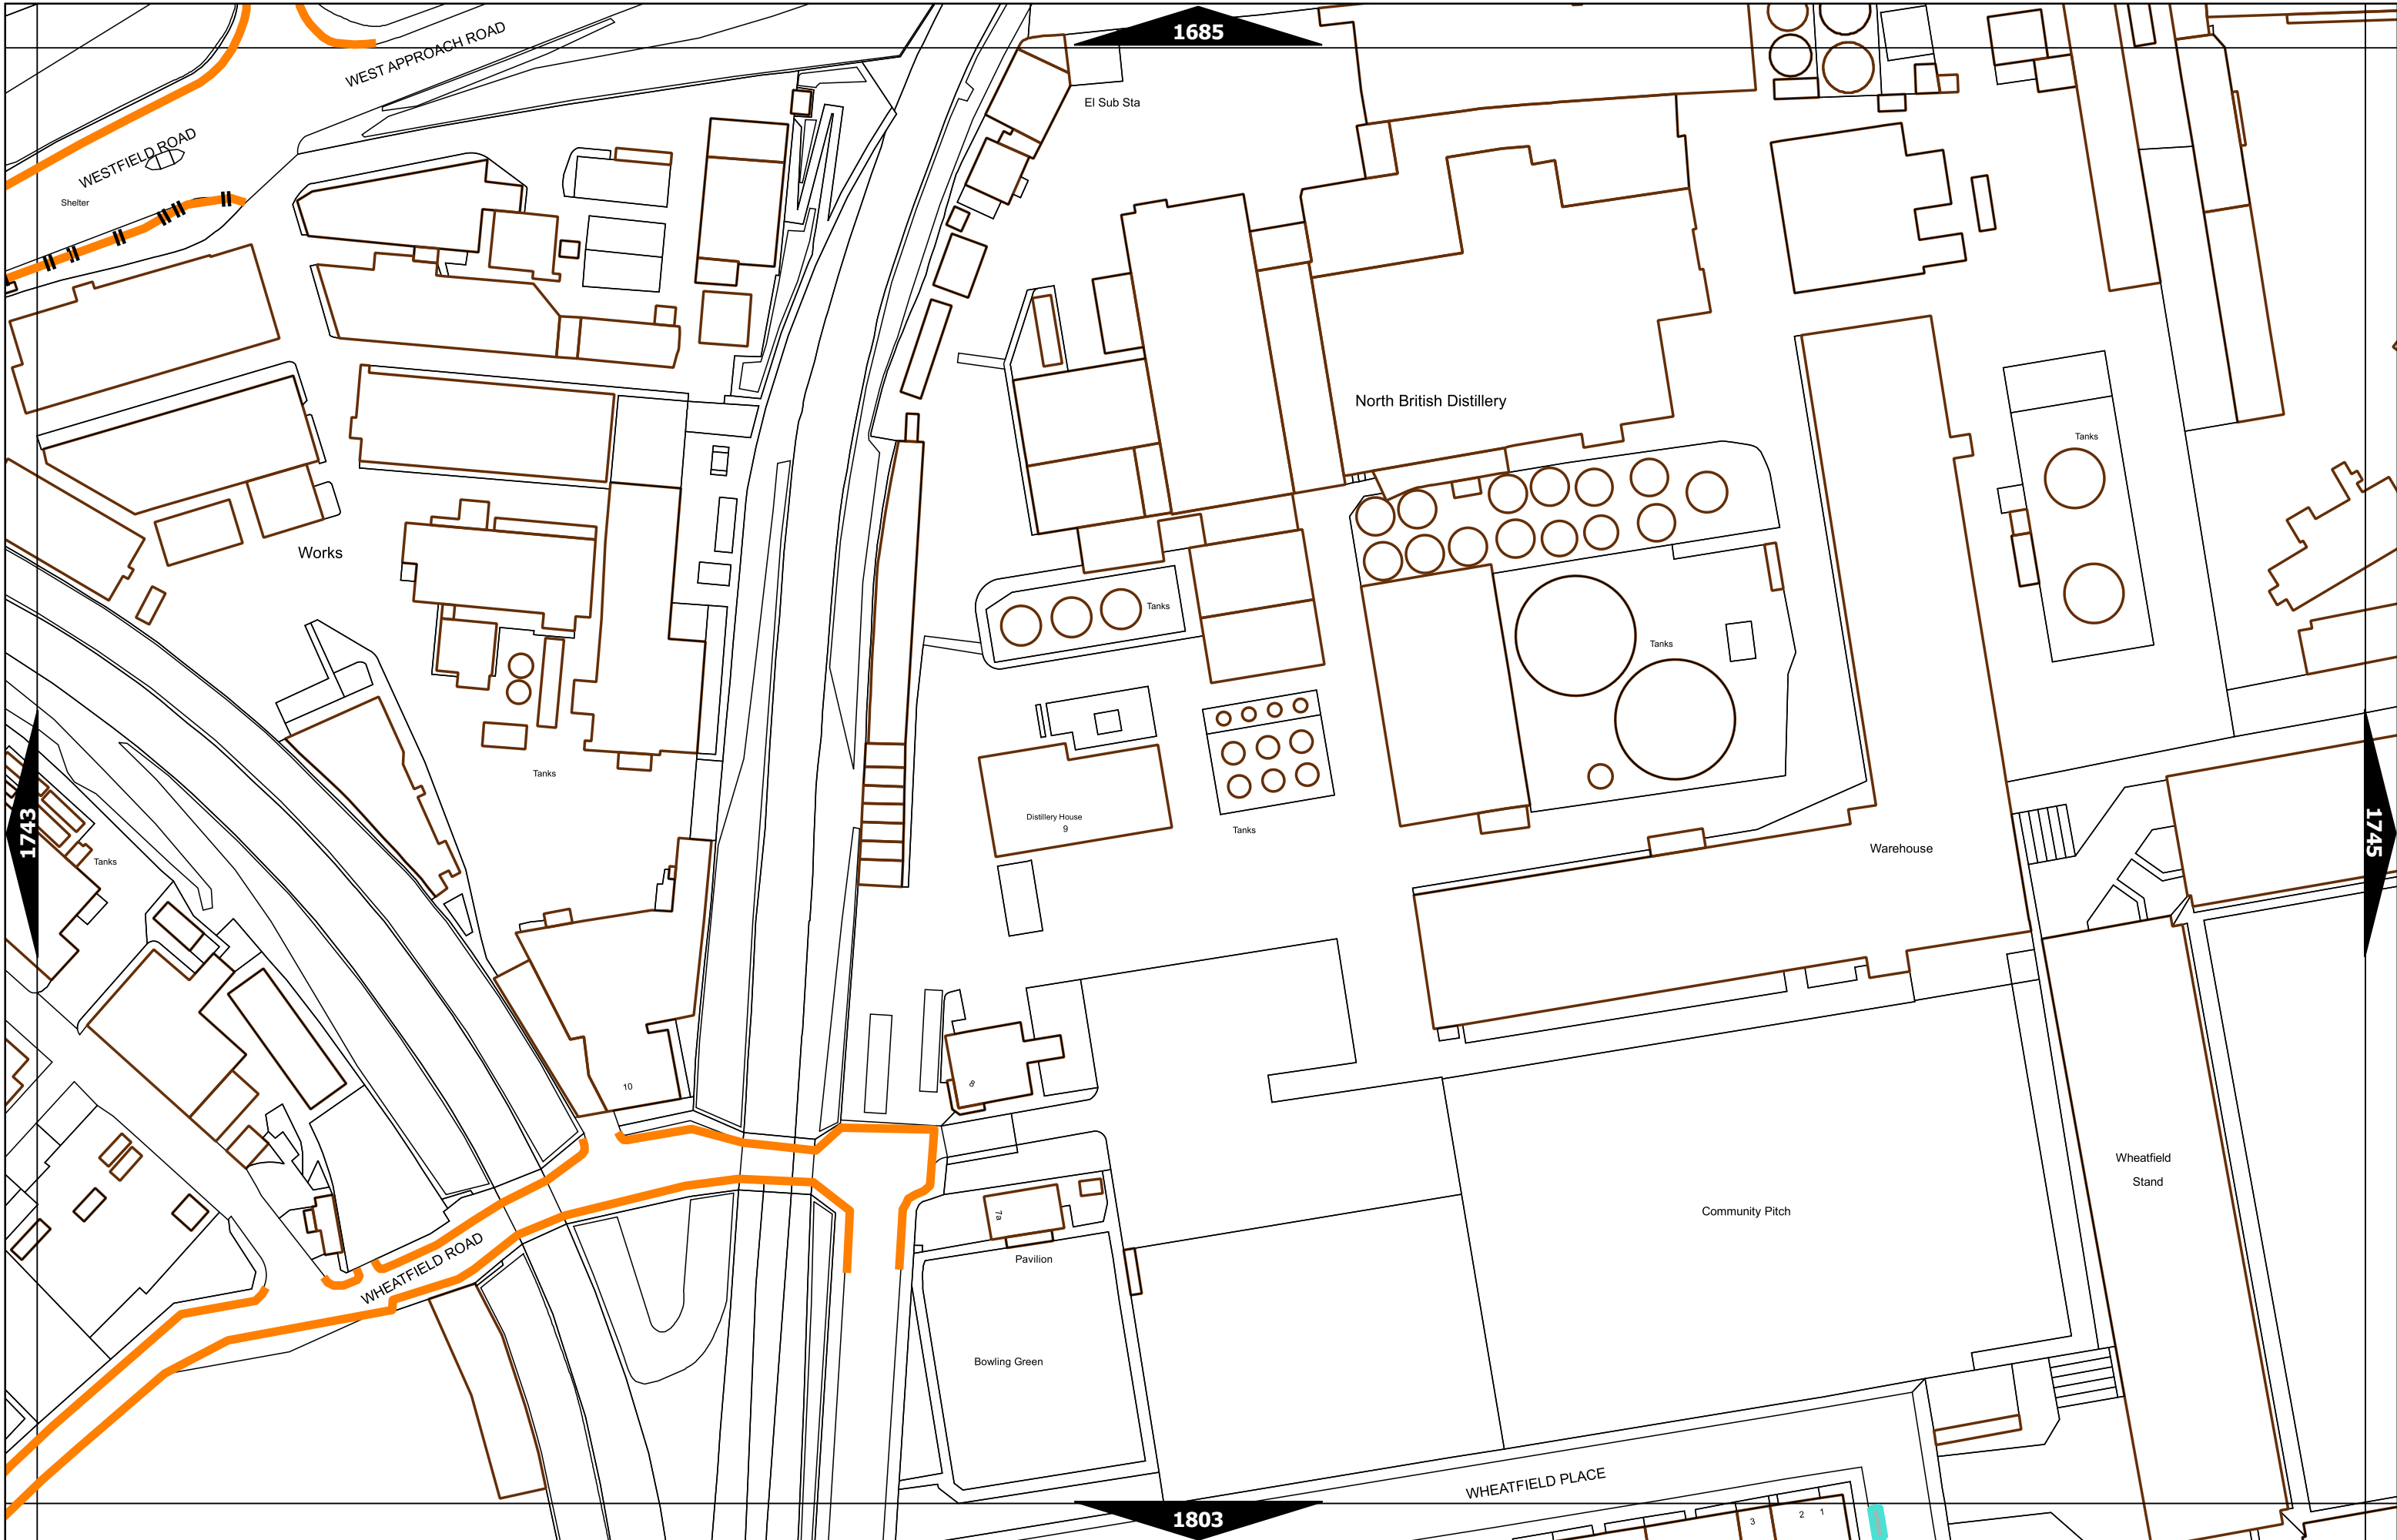 1685
WEST APPROACH ROAD
El Sub Sta
WESTFIELD ROAD
Shelter
North British Distillery
Tanks
Works
Tanks
Tanks
Tanks
Distillery House
9
Tanks
1743
1745
Warehouse
Tanks
10
8
Wheatfield
Stand
7a
Community Pitch
WHEATFIELD ROAD
Pavilion
Bowling Green
WHEATFIELD PLACE
1803
3
2
1